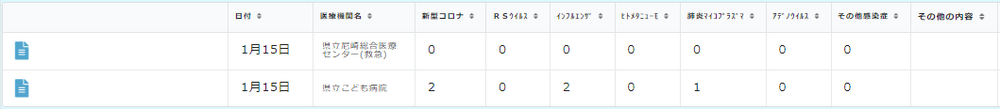 日付 医療機関名 新型コロナ ＲＳｳｲﾙｽ ｲﾝﾌﾙｴﾝｻﾞ ﾋﾄﾒﾀﾆｭｰﾓ 肺炎ﾏｲｺﾌﾟﾗｽﾞﾏ ｱﾃﾞﾉｳｲﾙｽ その他感染症 その他の内容
1月15日 県立尼崎総合医療センター(救急) 0 0 0 0 0 0 0
1月15日 県立こども病院 2 0 2 0 1 0 0